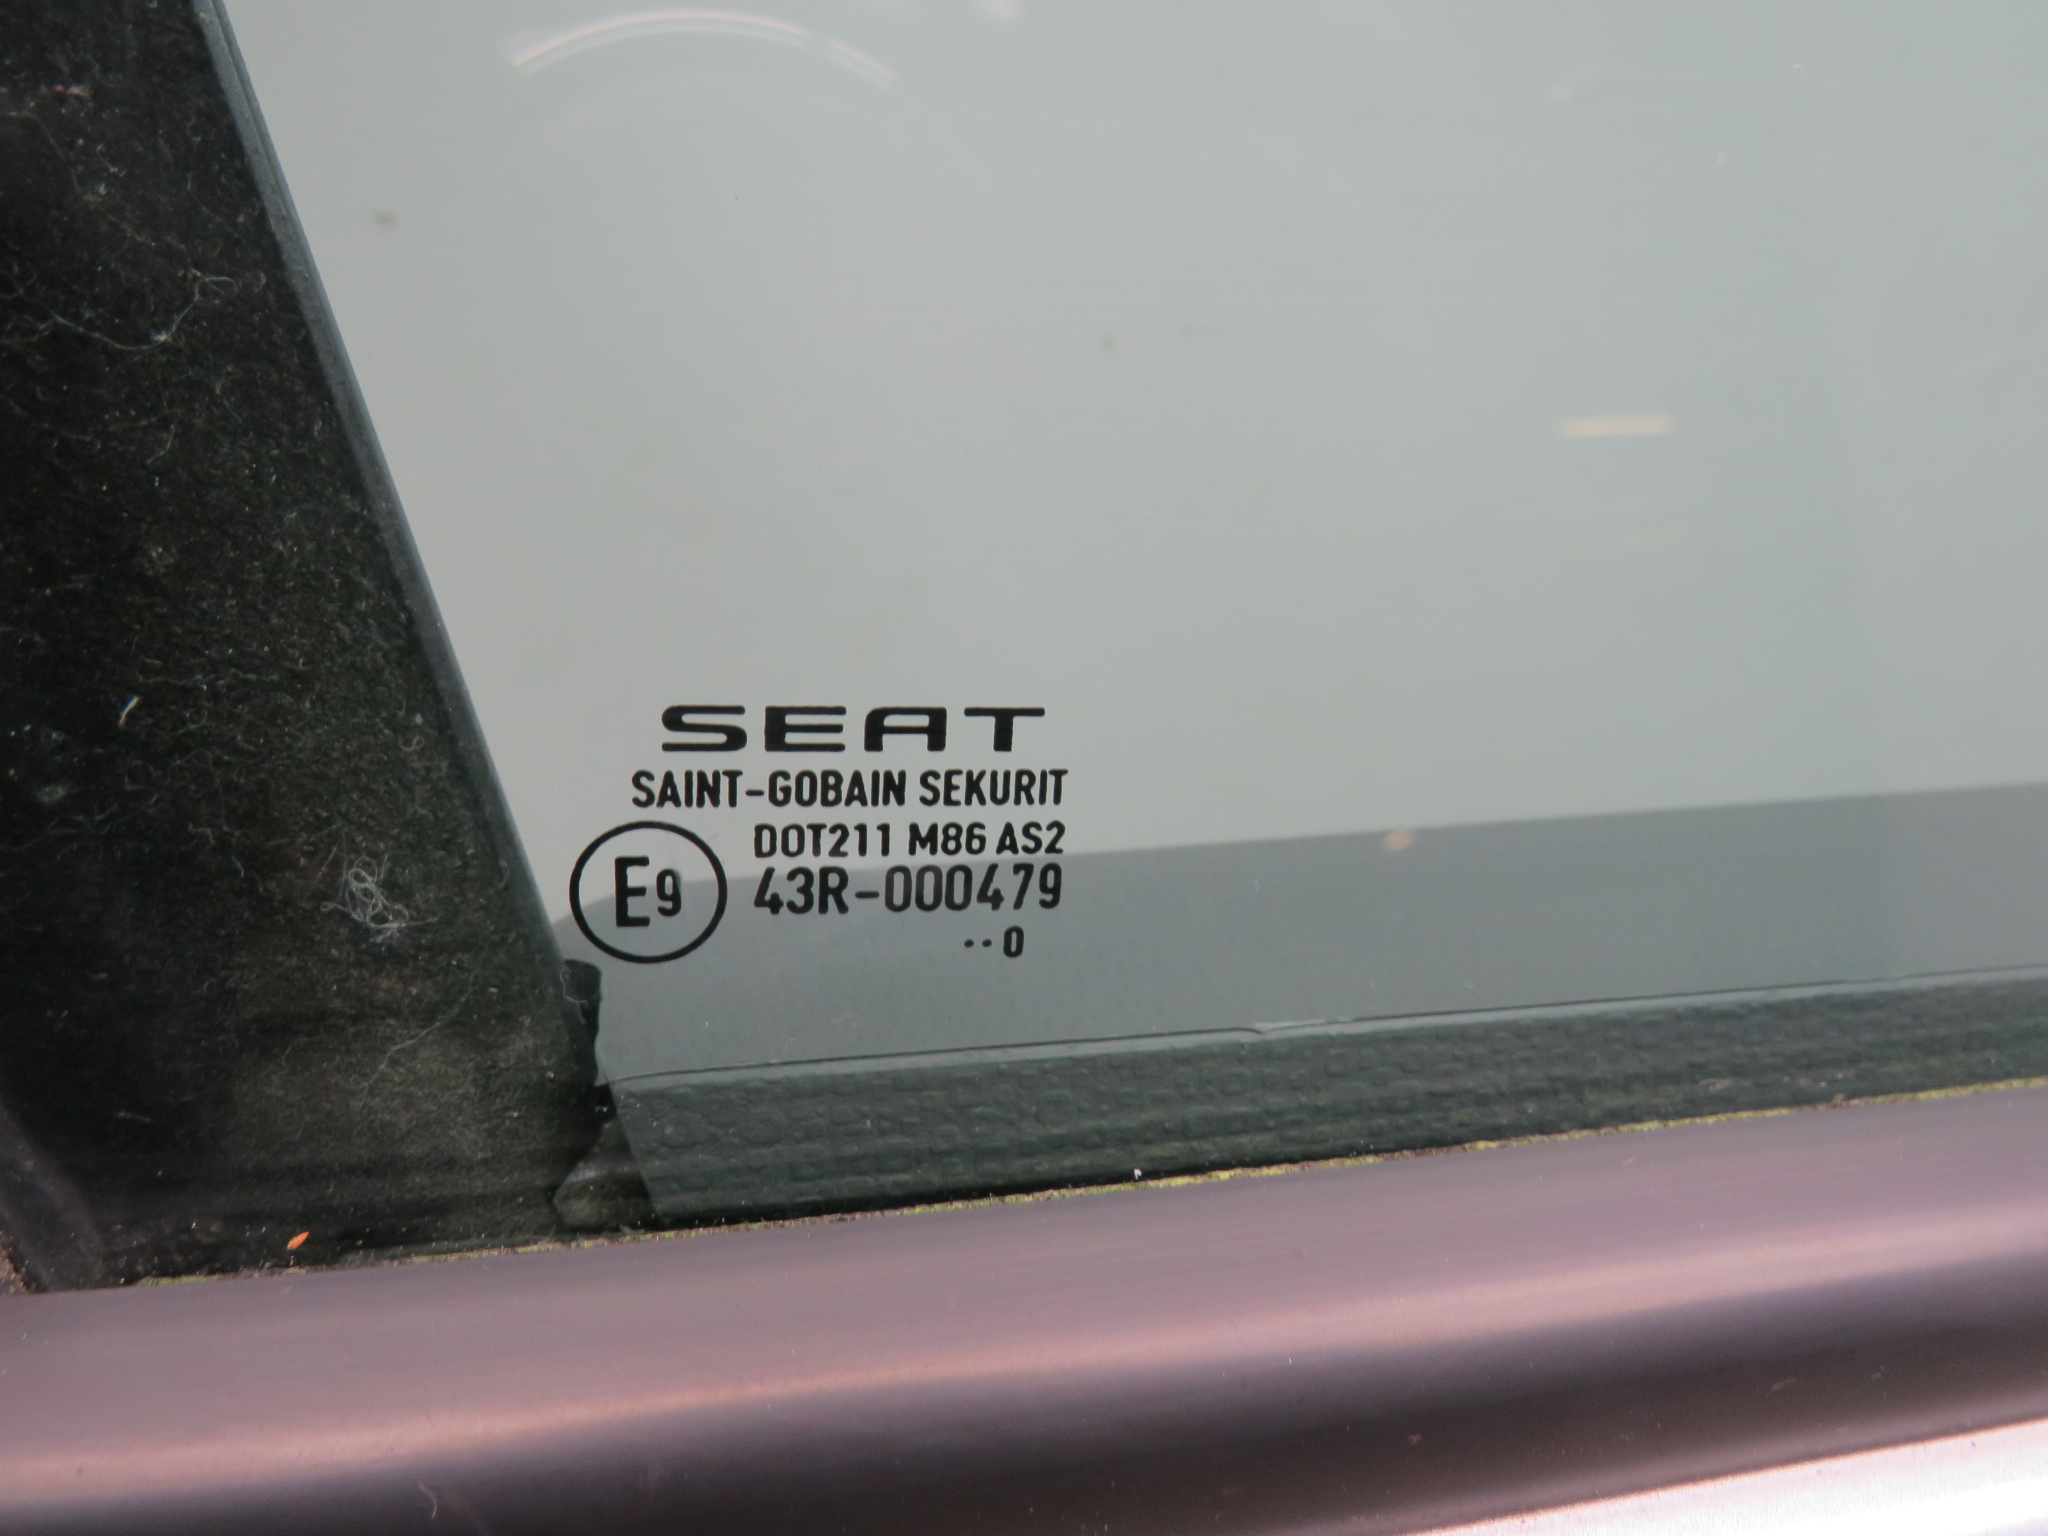 SEAT
SAINT-GOBAIN SEKURIT
DOT211 M86 AS2
E9 43R-000479
··0